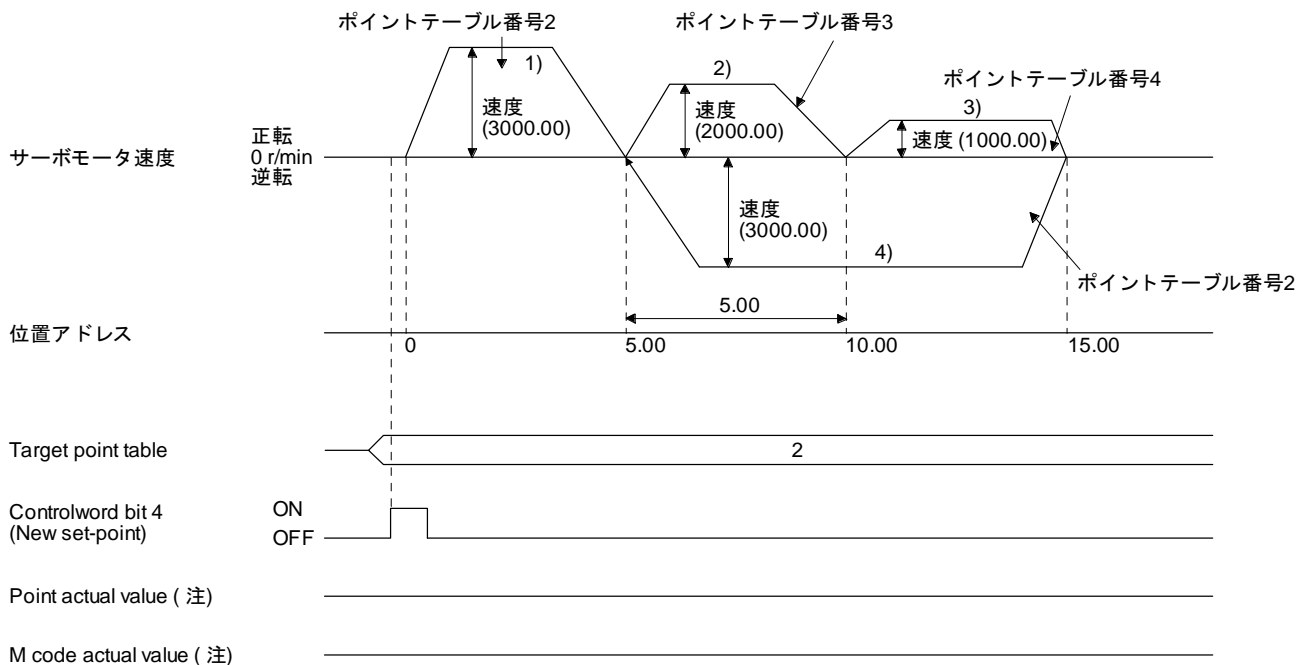 ポイントテーブル番号2
ポイントテーブル番号3
1)
2)
ポイントテーブル番号4
3)
速度
(3000.00)
速度
(2000.00)
速度 (1000.00)
サーボモータ速度
正転
0 r/min
逆転
速度
(3000.00)
4)
ポイントテーブル番号2
5.00
位置アドレス
0
5.00
10.00
15.00
Target point table
2
Controlword bit 4
(New set-point)
ON
OFF
Point actual value ( 注)
M code actual value ( 注)